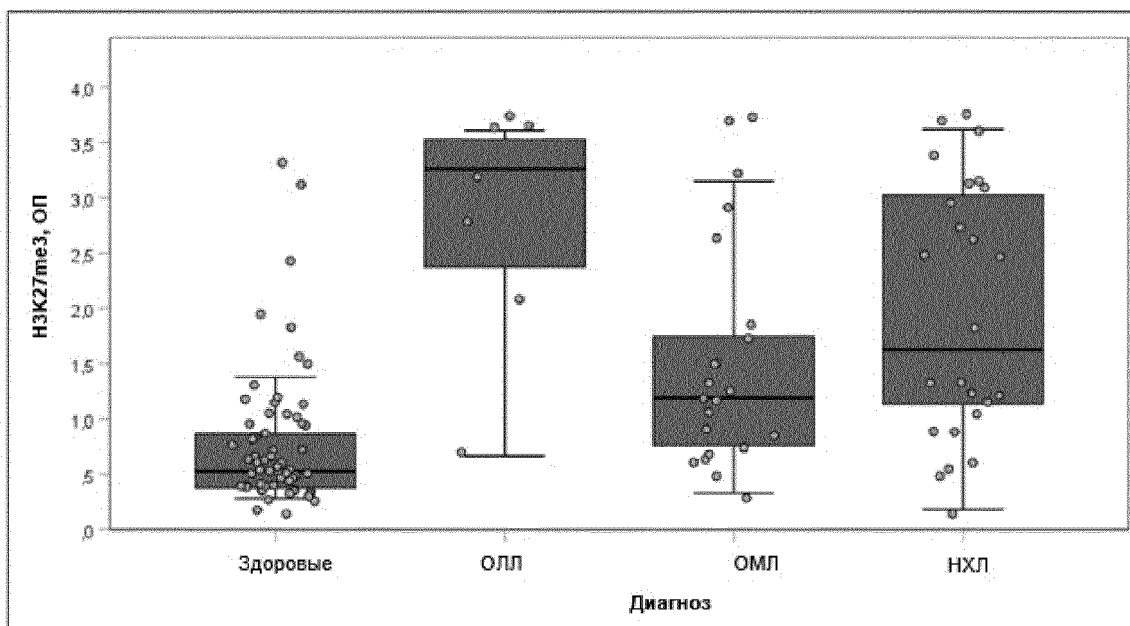 H3K27me3, ОП
4,0
3,5
3,0
2,5
2,0
1,5
1,0
,5
,0
Здоровые
ОЛЛ
ОМЛ
НХЛ
Диагноз